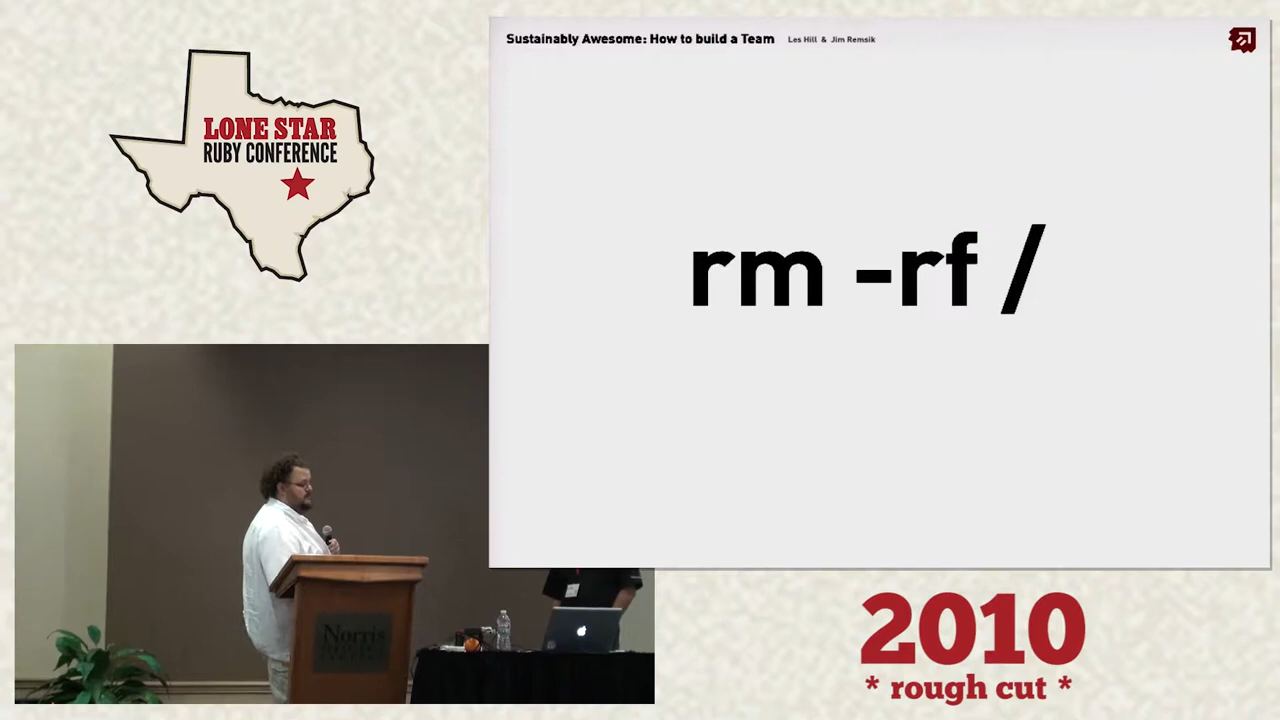 LONE STAR
RUBY CONFERENCE
Sustainably Awesome: How to build a Team Les Hill & Jim Remsik
rm -rf /
Norris
2010
* rough cut *